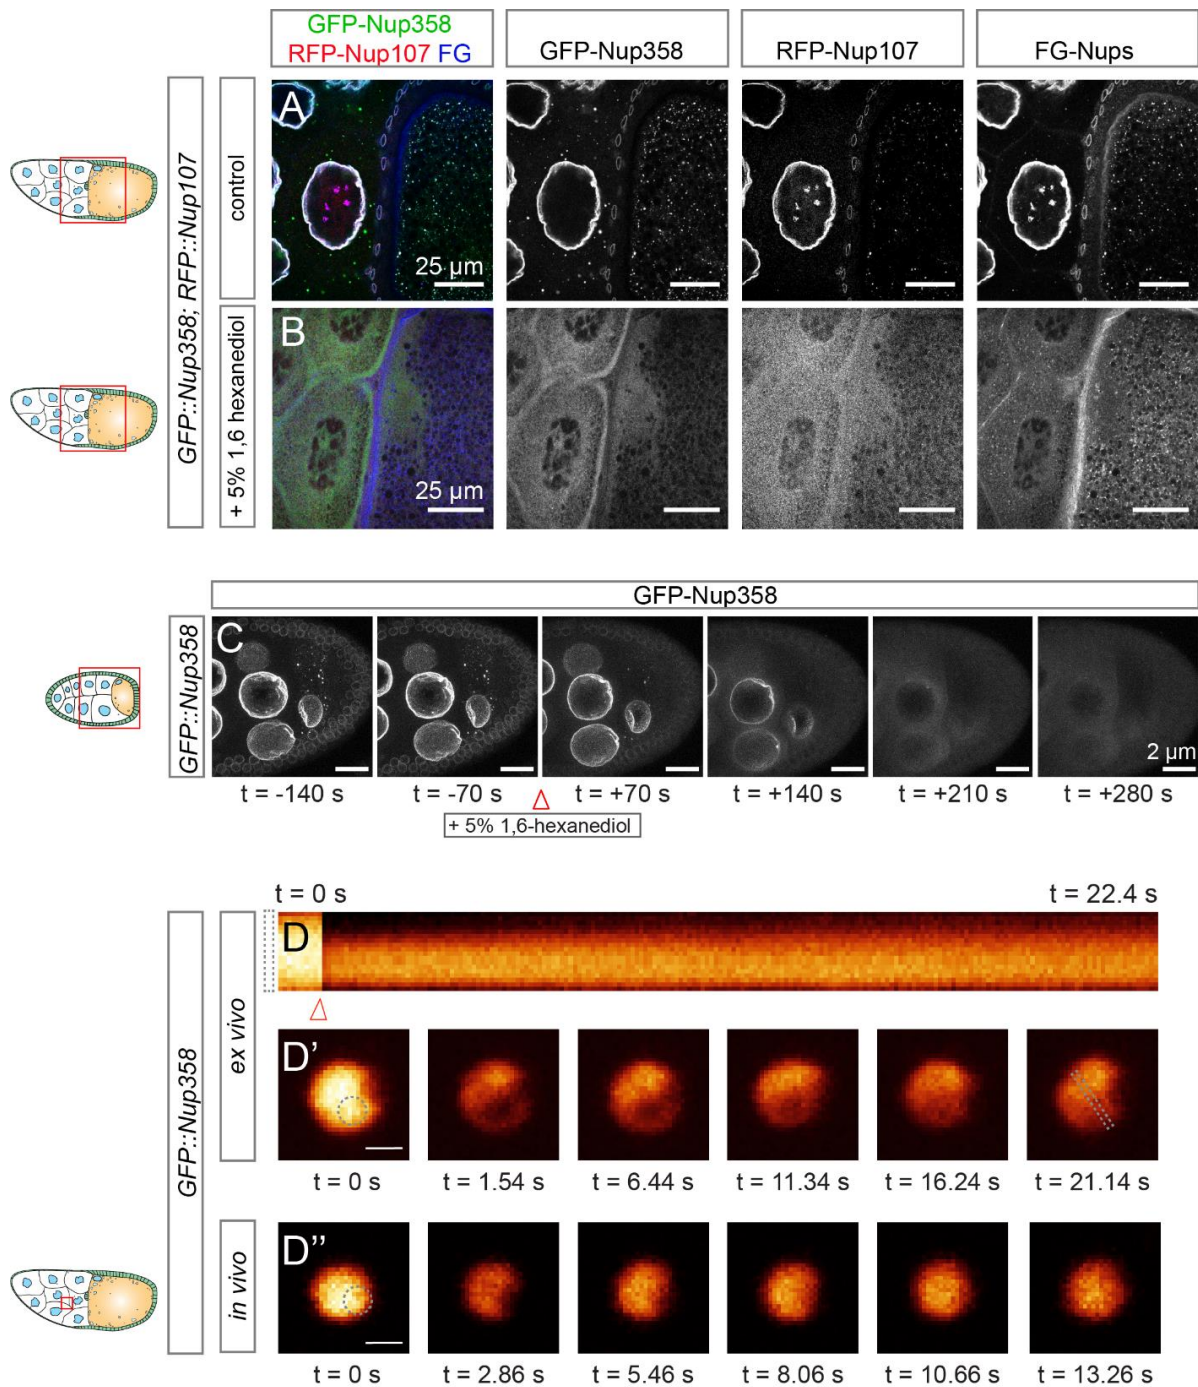 GFP-Nup358
RFP-Nup107 FG
GFP-Nup358
RFP-Nup107
FG-Nups
GFP::Nup358; RFP::Nup107
control
A
25 µm
+ 5% 1,6 hexanediol
B
25 µm
GFP-Nup358
GFP::Nup358
C
2 µm
t = -140 s
t = -70 s
t = +70 s
t = +140 s
t = +210 s
t = +280 s
+ 5% 1,6-hexanediol
t = 0 s
t = 22.4 s
GFP::Nup358
ex vivo
D
D'
t = 0 s
t = 1.54 s
t = 6.44 s
t = 11.34 s
t = 16.24 s
t = 21.14 s
in vivo
D''
t = 0 s
t = 2.86 s
t = 5.46 s
t = 8.06 s
t = 10.66 s
t = 13.26 s